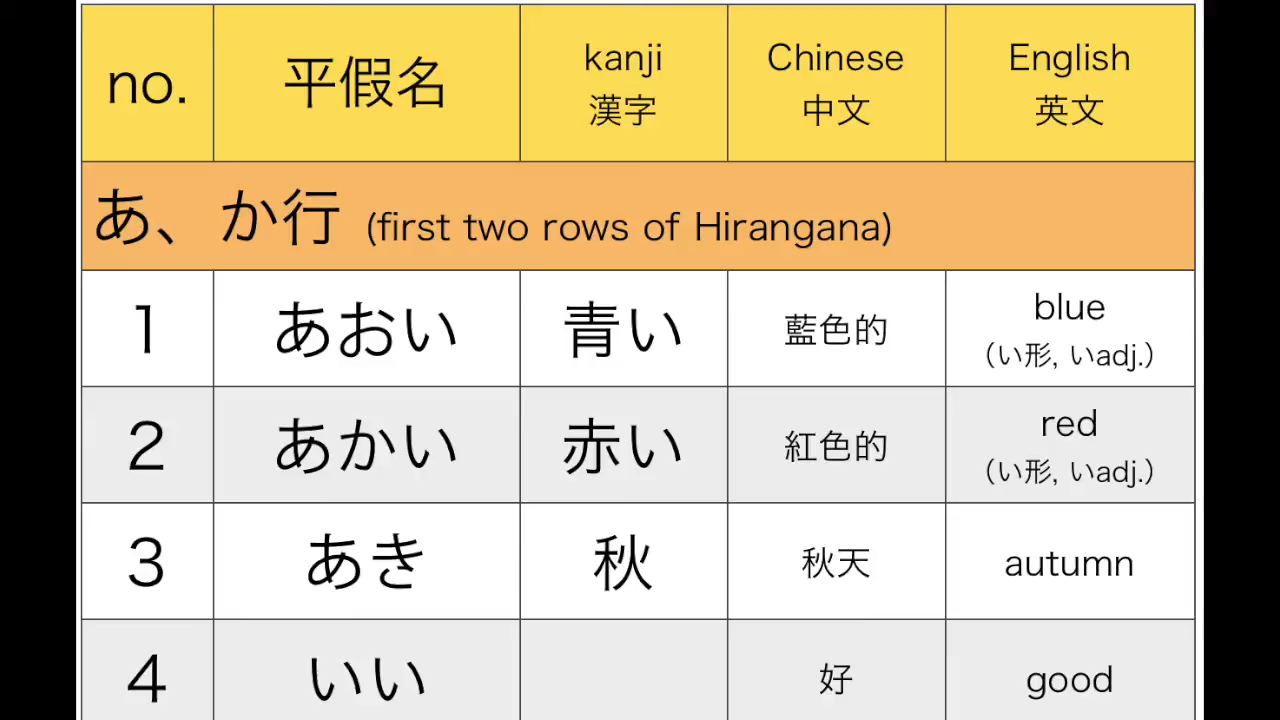 no. 平假名 kanji 漢字 Chinese 中文 English 英文
あ、か行 (first two rows of Hirangana)
1 あおい 青い 藍色的 blue (い形, いadj.)
2 あかい 赤い 紅色的 red (い形, いadj.)
3 あき 秋 秋天 autumn
4 いい 好 good